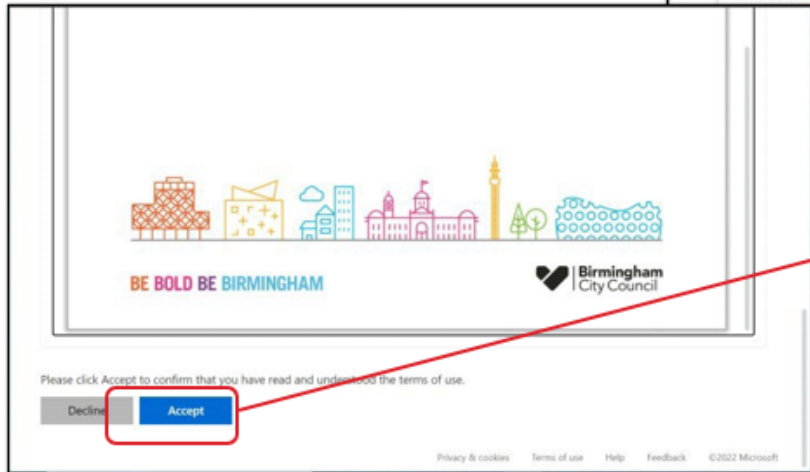 BE BOLD BE BIRMINGHAM
Birmingham
City Council
Please click Accept to confirm that you have read and understood the terms of use.
Decline
Accept
Privacy & cookies Terms of use Help Feedback ©2022 Microsoft